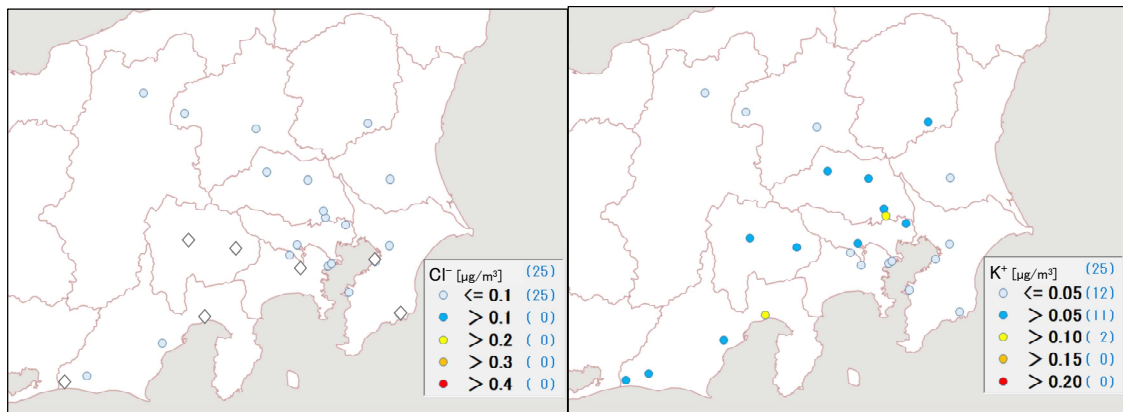 Cl⁻ [μg/m³] (25)
<= 0.1 (25)
> 0.1 ( 0)
> 0.2 ( 0)
> 0.3 ( 0)
> 0.4 ( 0)
K⁺ [μg/m³] (25)
<= 0.05 (12)
> 0.05 (11)
> 0.10 ( 2)
> 0.15 ( 0)
> 0.20 ( 0)